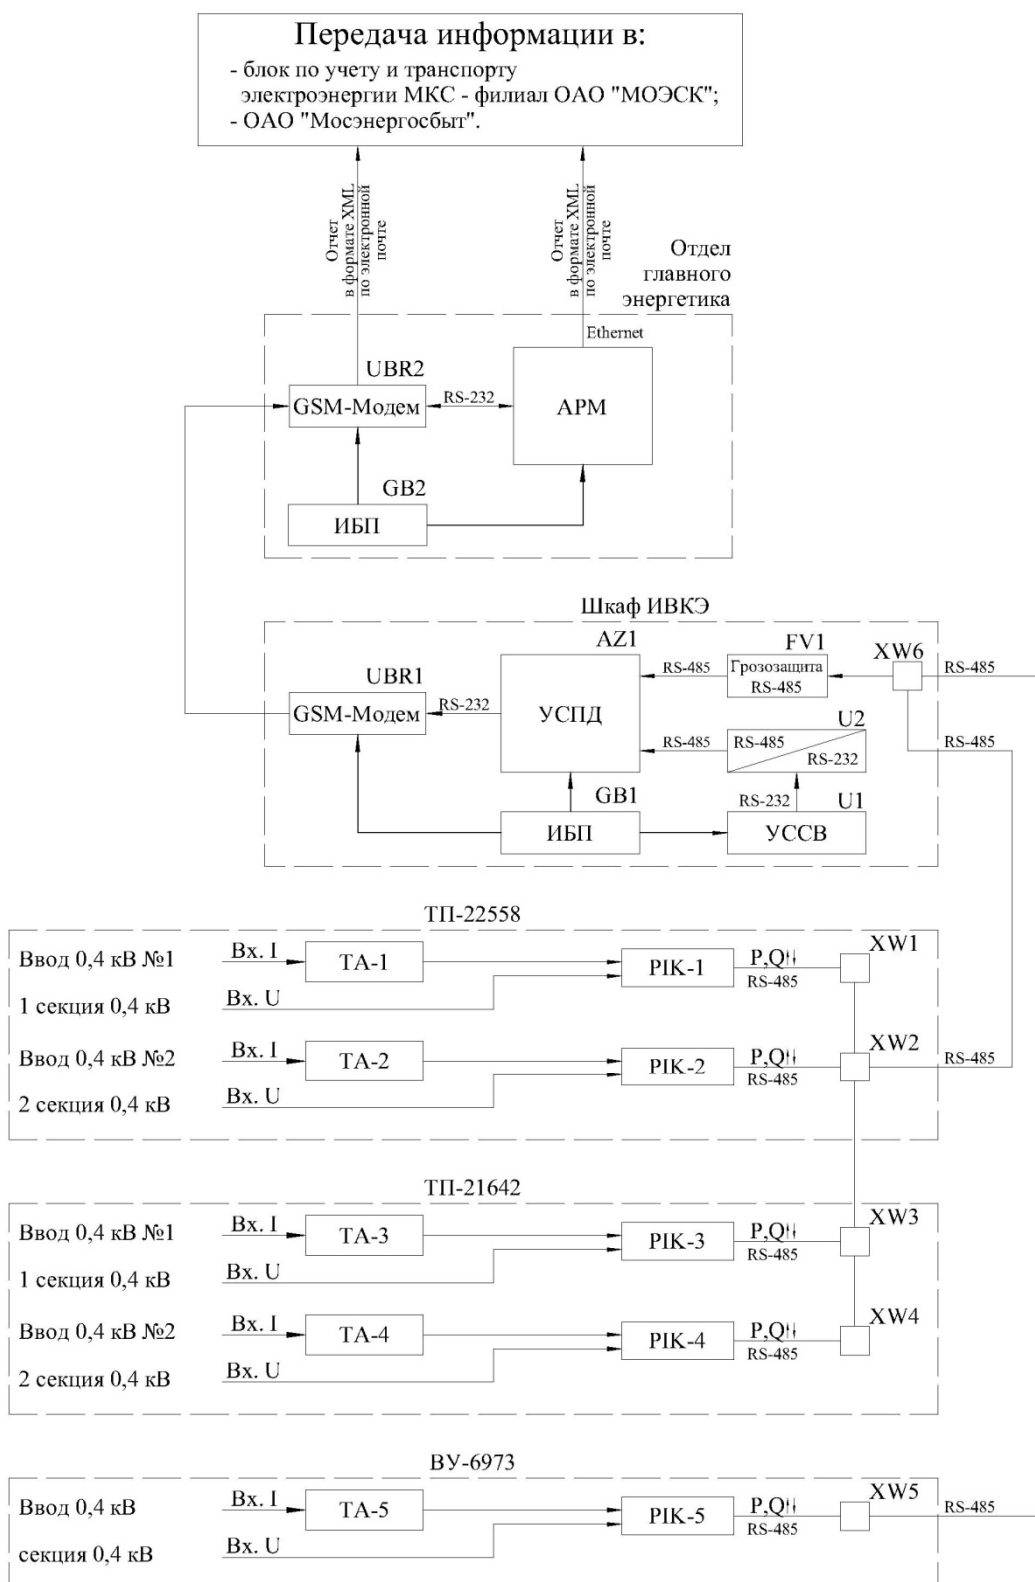 Передача информации в:
- блок по учету и транспорту
электроэнергии МКС - филиал ОАО "МОЭСК";
- ОАО "Мосэнергосбыт".
Отчет
в формате XML
по электронной
почте
Отчет
в формате XML
по электронной
почте
Отдел
главного
энергетика
Ethernet
UBR2
GSM-Модем
RS-232
АРМ
GB2
ИБП
Шкаф ИВКЭ
AZ1
FV1
XW6
UBR1
RS-485
Грозозащита
RS-485
RS-485
GSM-Модем
RS-232
УСПД
U2
RS-485
RS-485
RS-232
RS-485
GB1
RS-232
U1
ИБП
УССВ
ТП-22558
XW1
Ввод 0,4 кВ №1
Вх. I
ТА-1
PIK-1
P,Q
RS-485
1 секция 0,4 кВ
Вх. U
XW2
Ввод 0,4 кВ №2
Вх. I
ТА-2
PIK-2
P,Q
RS-485
RS-485
2 секция 0,4 кВ
Вх. U
ТП-21642
XW3
Ввод 0,4 кВ №1
Вх. I
ТА-3
PIK-3
P,Q
RS-485
1 секция 0,4 кВ
Вх. U
XW4
Ввод 0,4 кВ №2
Вх. I
ТА-4
PIK-4
P,Q
RS-485
2 секция 0,4 кВ
Вх. U
ВУ-6973
XW5
Ввод 0,4 кВ
Вх. I
ТА-5
PIK-5
P,Q
RS-485
RS-485
секция 0,4 кВ
Вх. U